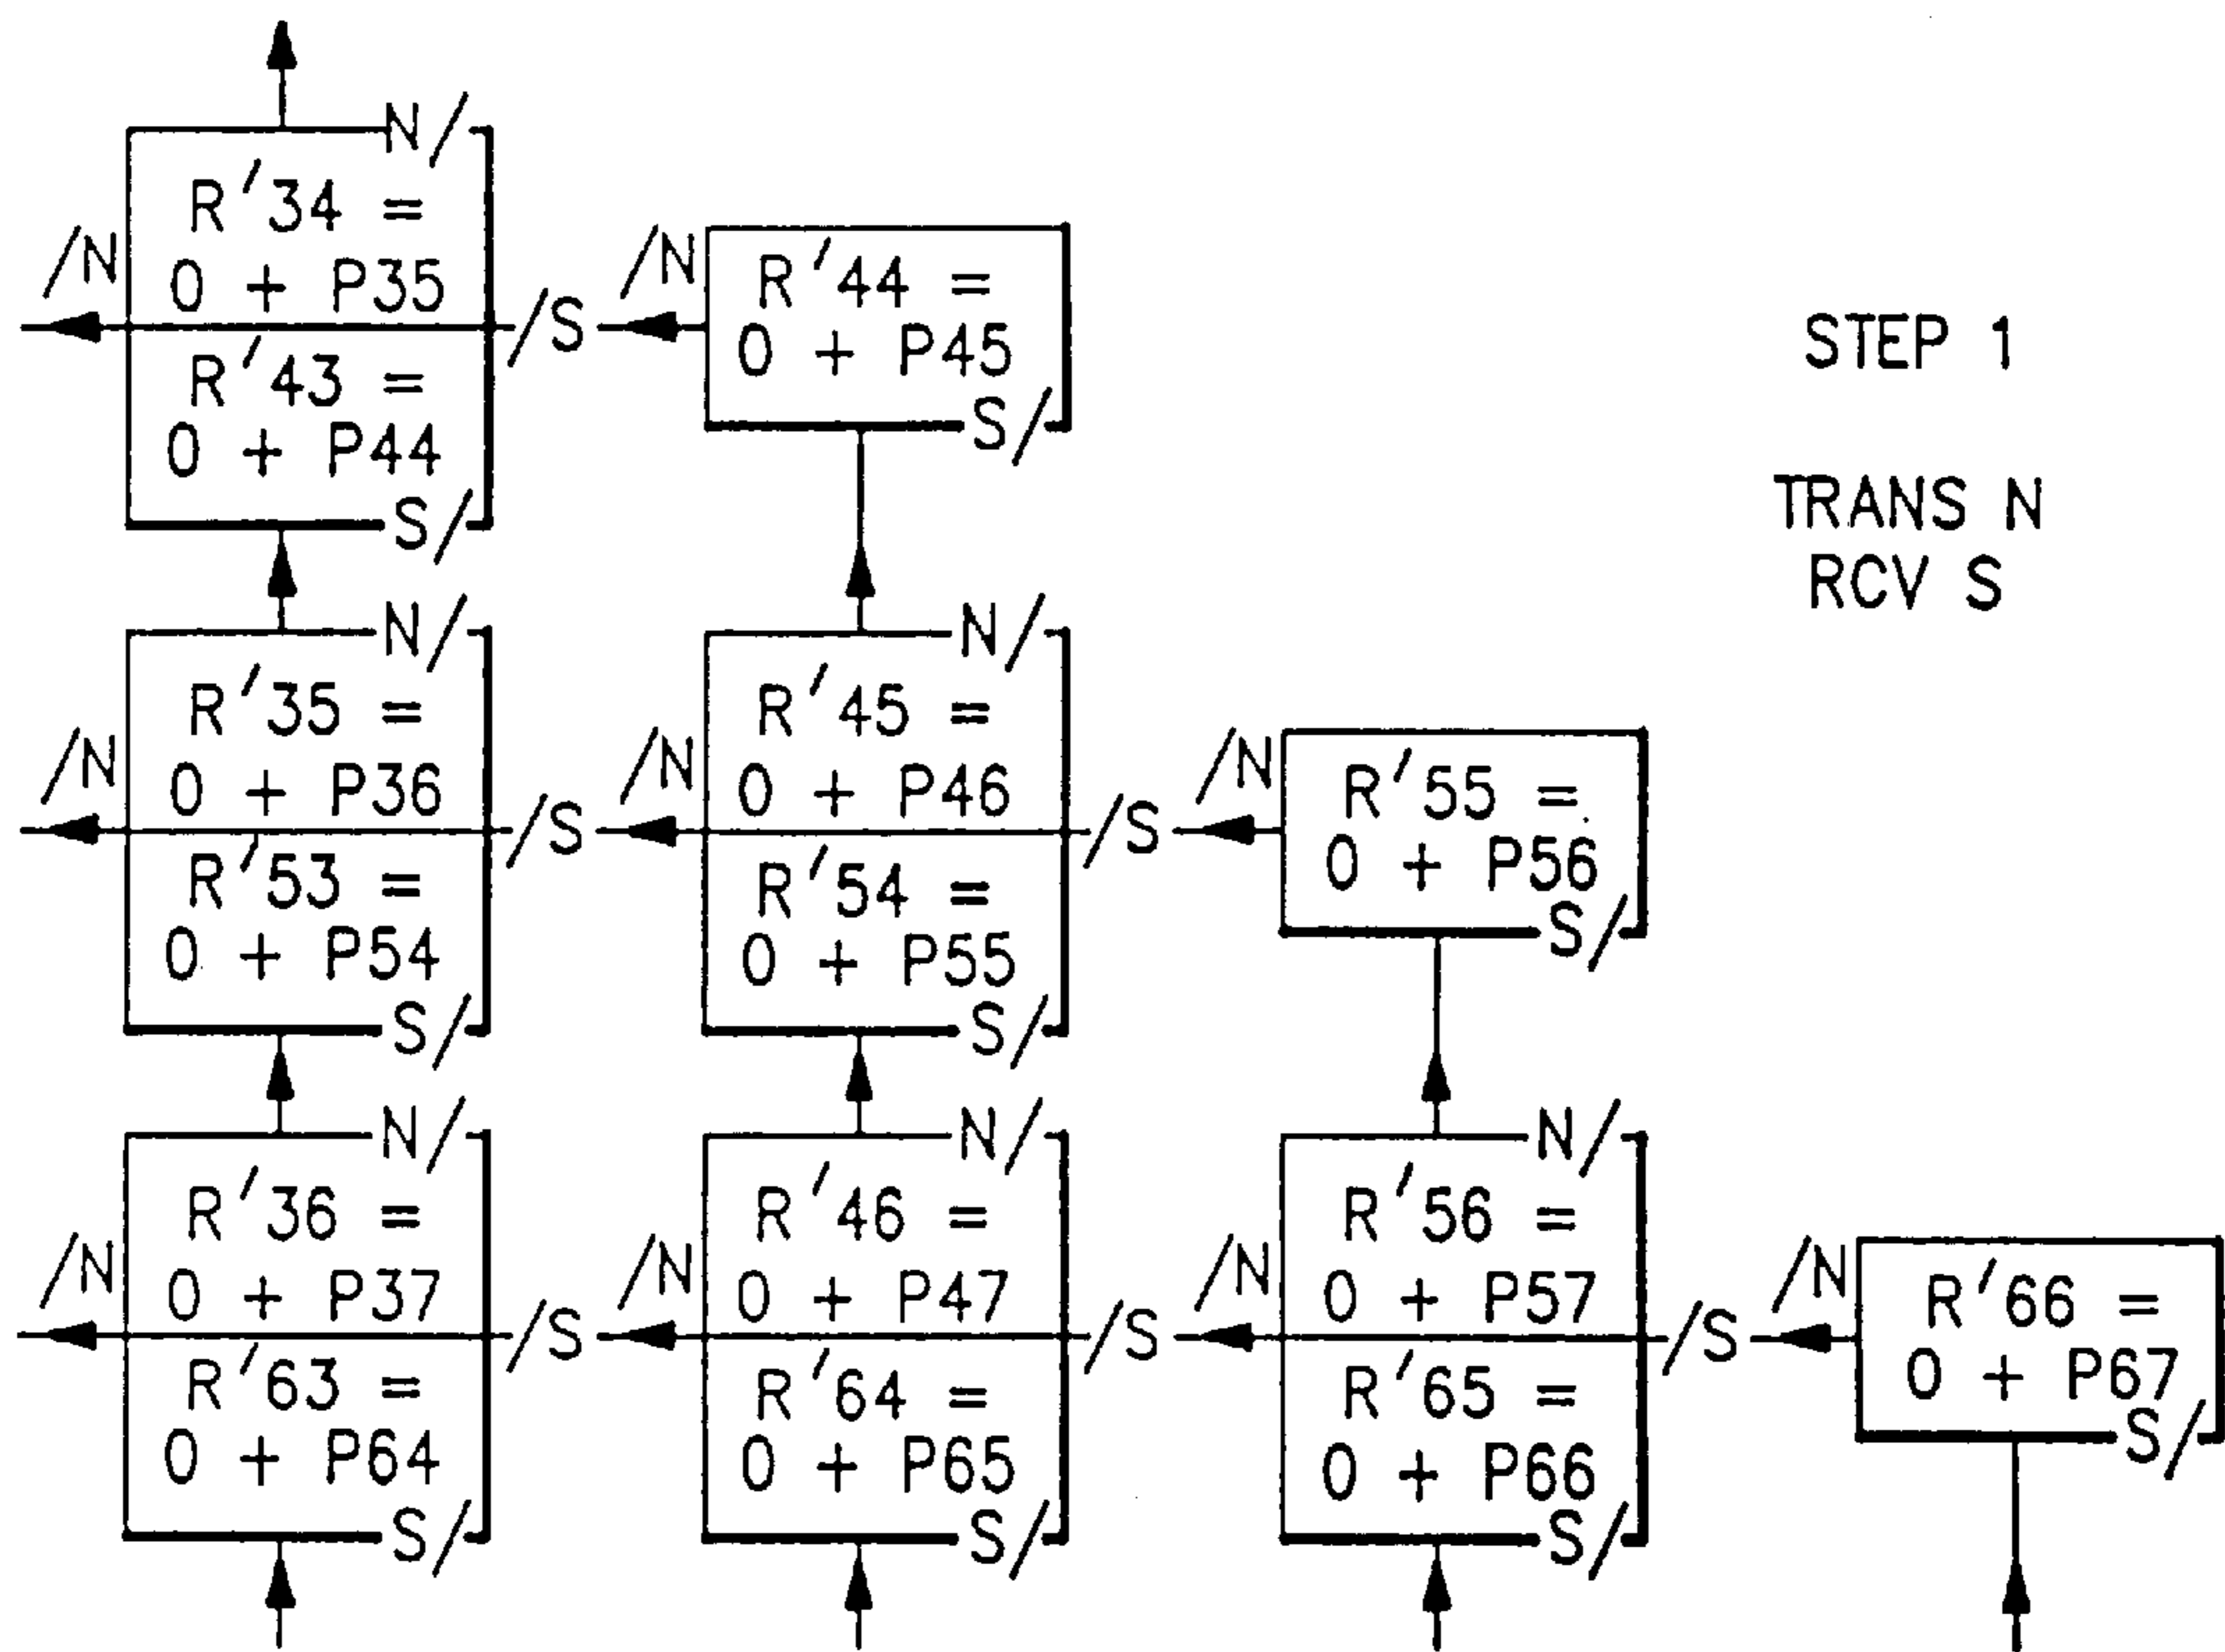 N/
R'34 =
/N
0 + P35
/S
R'43 =
0 + P44
S/
/N
R'44 =
0 + P45
S/
STEP 1
TRANS N
RCV S
N/
R'35 =
/N
0 + P36
/S
R'53 =
0 + P54
S/
N/
R'45 =
/N
0 + P46
/S
R'54 =
0 + P55
S/
/N
R'55 =
0 + P56
S/
N/
R'36 =
/N
0 + P37
/S
R'63 =
0 + P64
S/
N/
R'46 =
/N
0 + P47
/S
R'64 =
0 + P65
S/
N/
R'56 =
/N
0 + P57
/S
R'65 =
0 + P66
S/
/N
R'66 =
0 + P67
S/